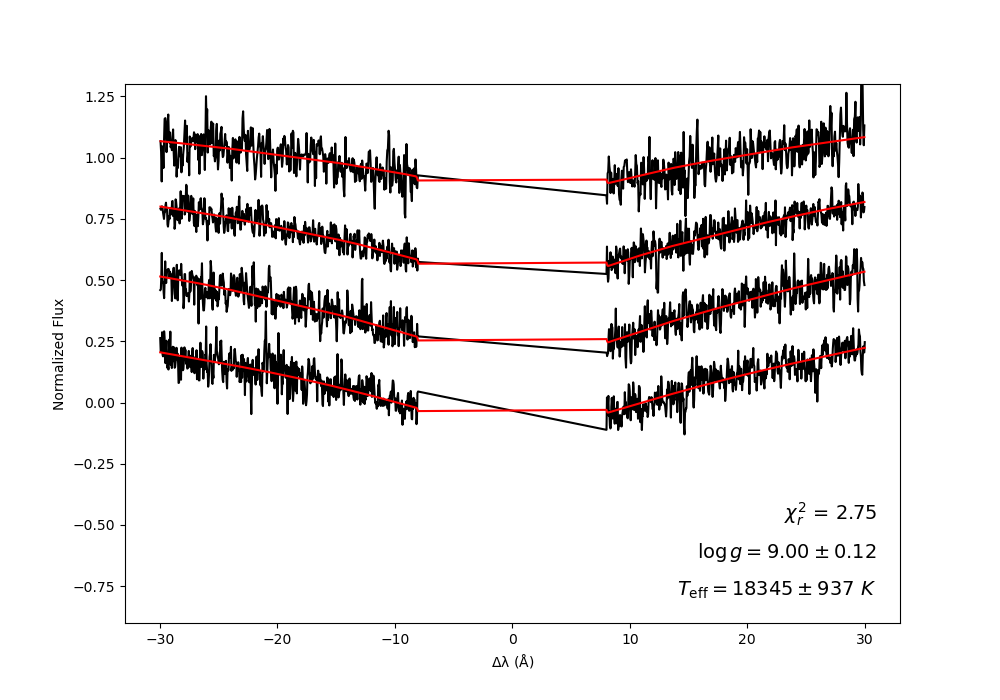 1.25
1.00
0.75
0.50
0.25
0.00
−0.25
−0.50
−0.75
Normalized Flux
χ²ᵣ = 2.75
log g = 9.00 ± 0.12
T_eff = 18345 ± 937 K
−30 −20 −10 0 10 20 30
Δλ (Å)